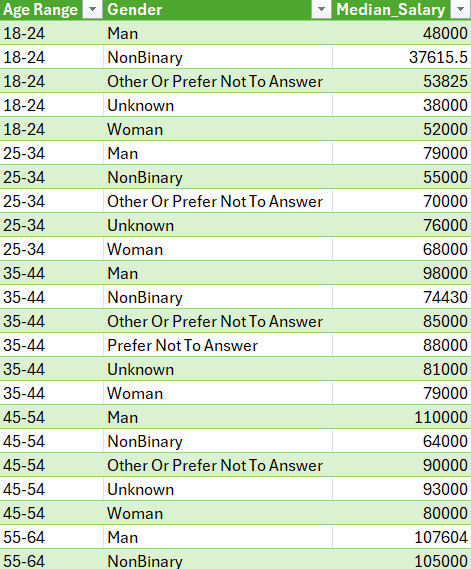 Age Range Gender Median_Salary
18-24 Man 48000
18-24 NonBinary 37615.5
18-24 Other Or Prefer Not To Answer 53825
18-24 Unknown 38000
18-24 Woman 52000
25-34 Man 79000
25-34 NonBinary 55000
25-34 Other Or Prefer Not To Answer 70000
25-34 Unknown 76000
25-34 Woman 68000
35-44 Man 98000
35-44 NonBinary 74430
35-44 Other Or Prefer Not To Answer 85000
35-44 Prefer Not To Answer 88000
35-44 Unknown 81000
35-44 Woman 79000
45-54 Man 110000
45-54 NonBinary 64000
45-54 Other Or Prefer Not To Answer 90000
45-54 Unknown 93000
45-54 Woman 80000
55-64 Man 107604
55-64 NonBinary 105000